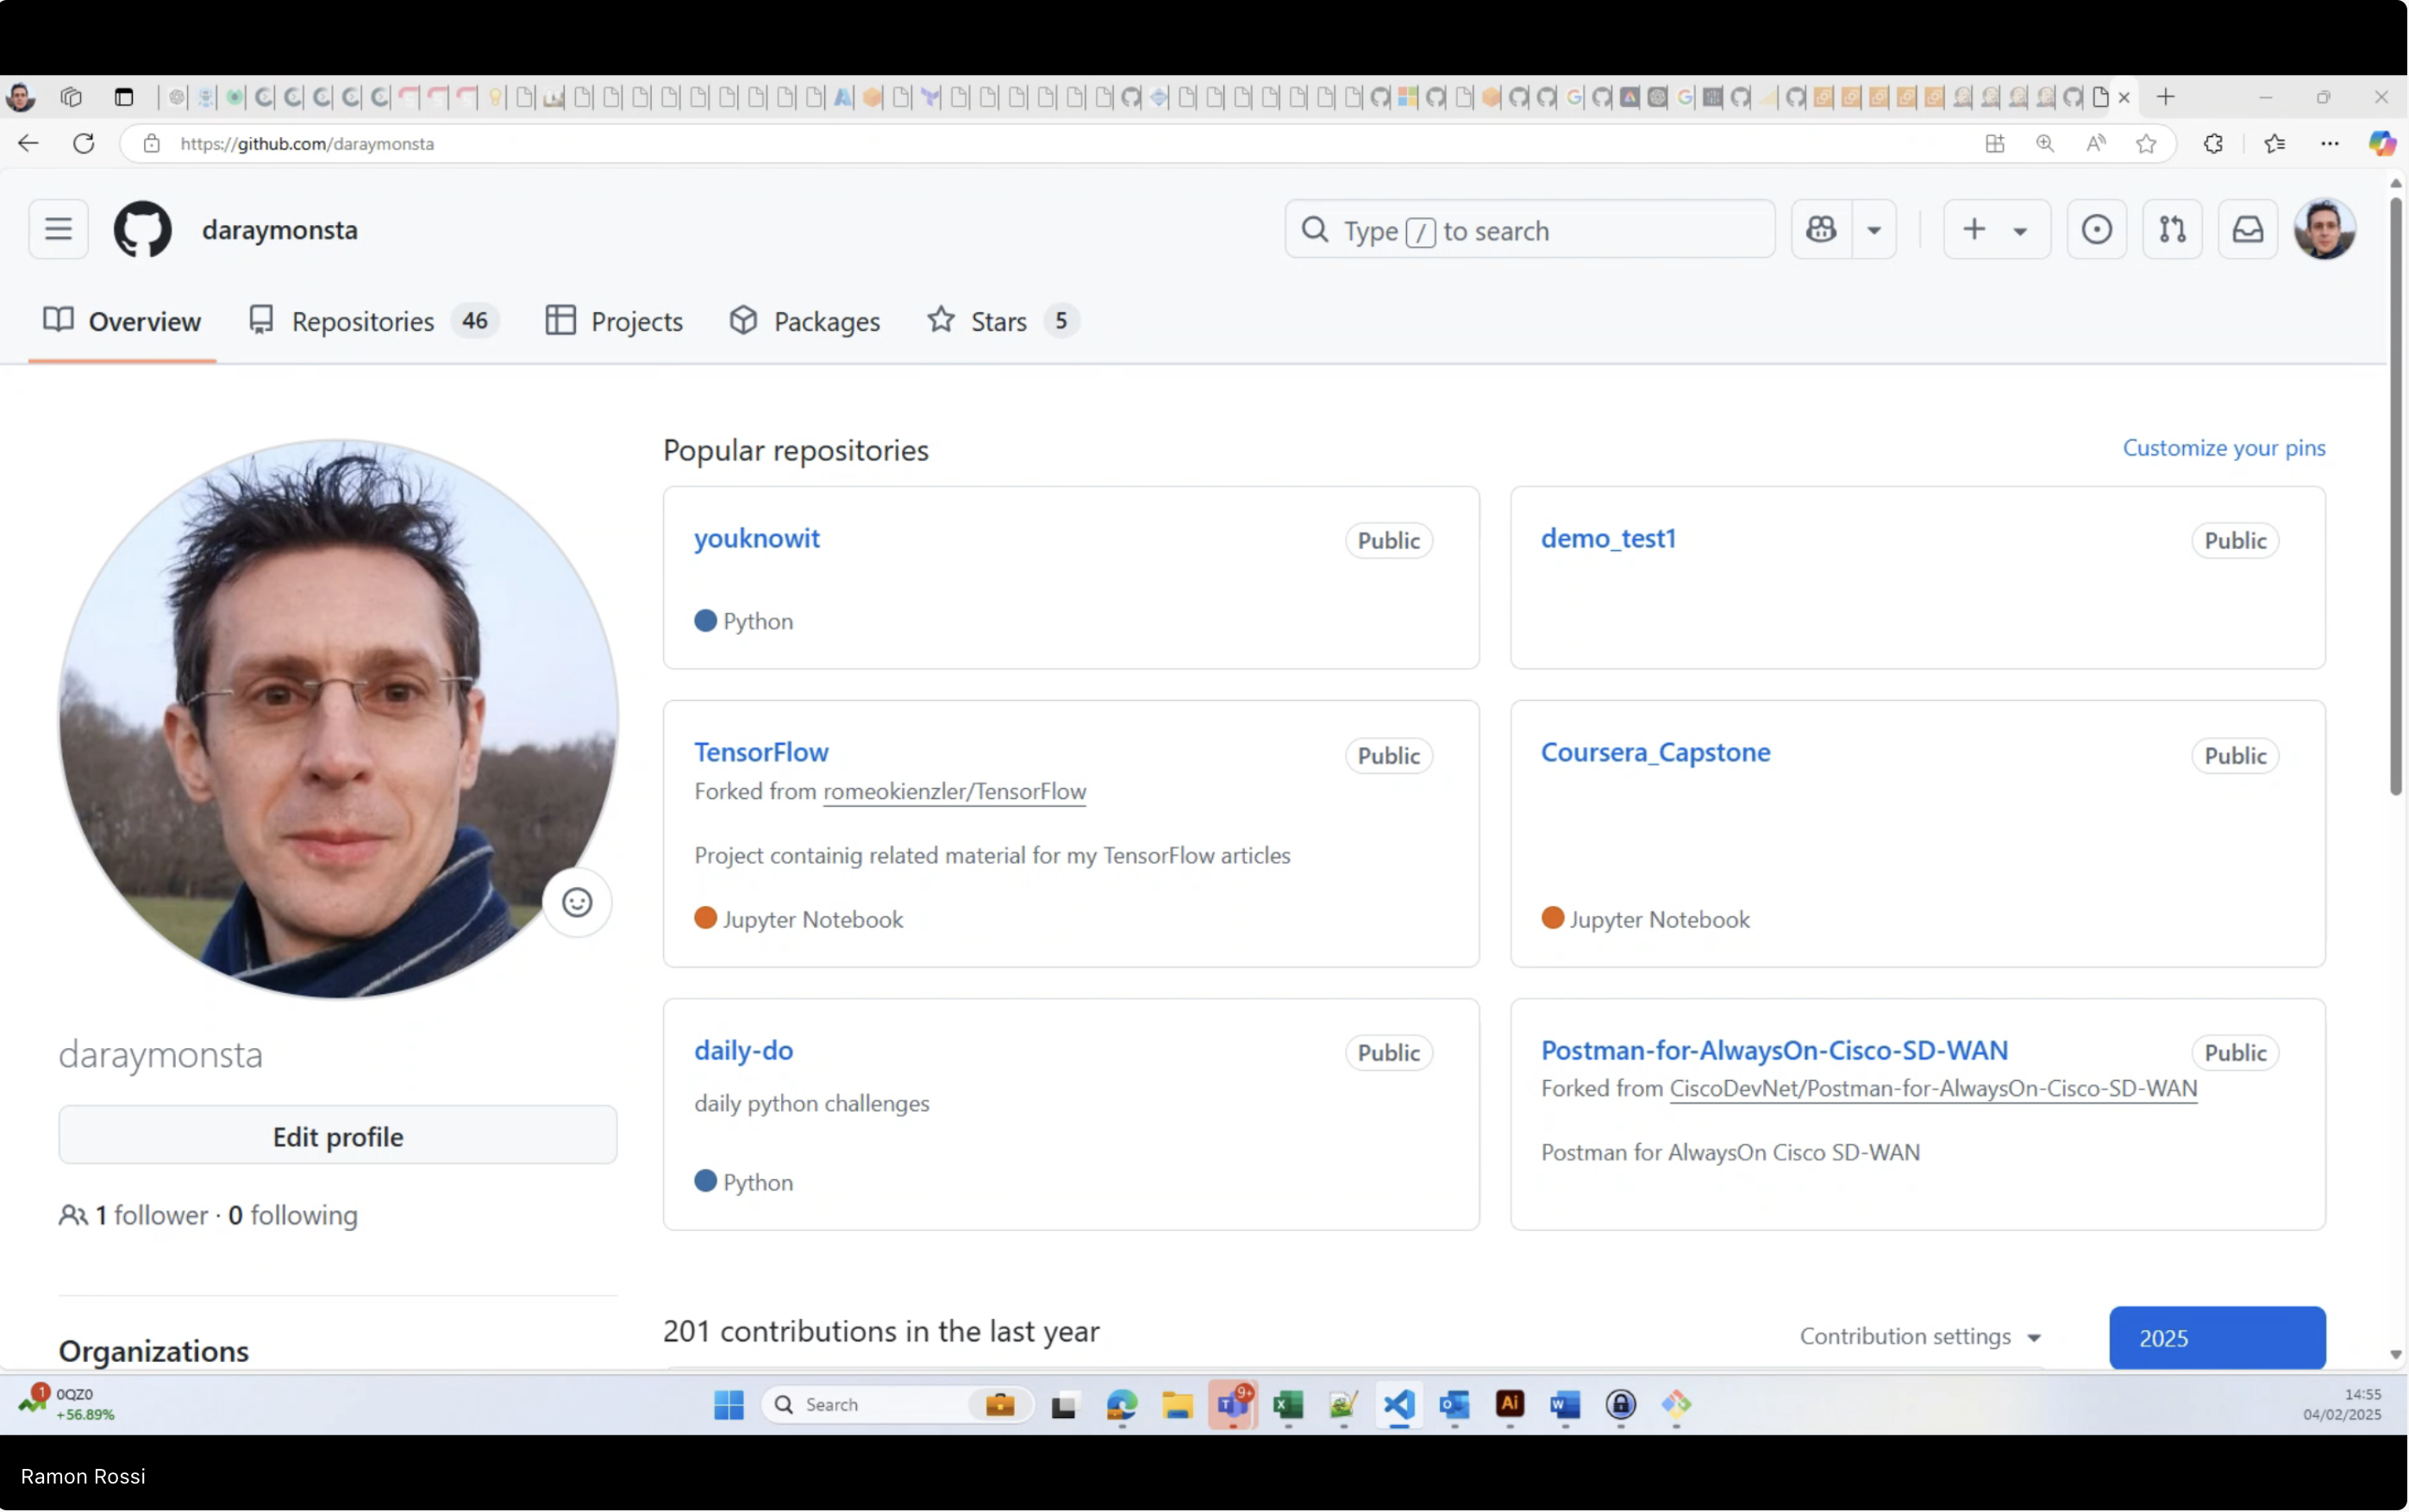 https://github.com/daraymonsta
daraymonsta
Type / to search
Overview
Repositories 46
Projects
Packages
Stars 5
Popular repositories
Customize your pins
youknowit
Public
Python
demo_test1
Public
TensorFlow
Public
Forked from romeokienzler/TensorFlow
Project containig related material for my TensorFlow articles
Jupyter Notebook
Coursera_Capstone
Public
Jupyter Notebook
daily-do
Public
daily python challenges
Python
Postman-for-AlwaysOn-Cisco-SD-WAN
Public
Forked from CiscoDevNet/Postman-for-AlwaysOn-Cisco-SD-WAN
Postman for AlwaysOn Cisco SD-WAN
daraymonsta
Edit profile
1 follower · 0 following
Organizations
201 contributions in the last year
Contribution settings
2025
1
0QZ0
+56.89%
Search
9+
14:55
04/02/2025
Ramon Rossi